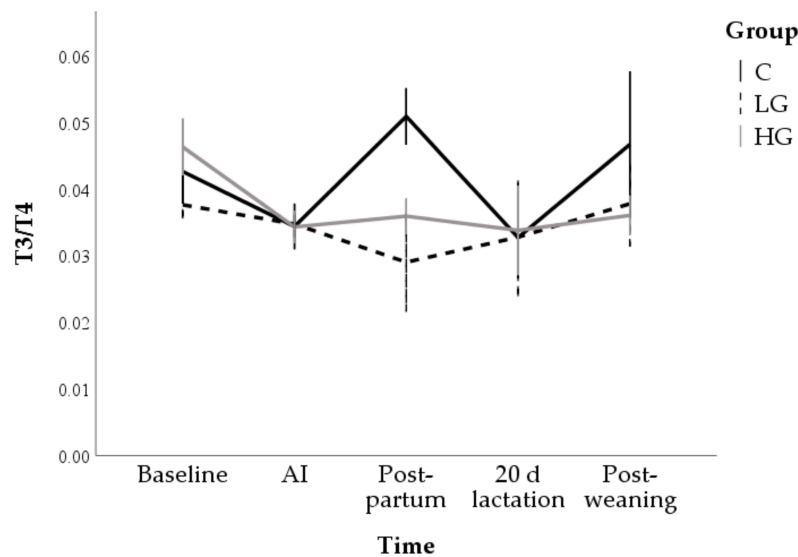 Group
C
LG
HG
T3/T4
0.06
0.05
0.04
0.03
0.02
0.01
0.00
Baseline
AI
Post-
partum
20 d
lactation
Post-
weaning
Time